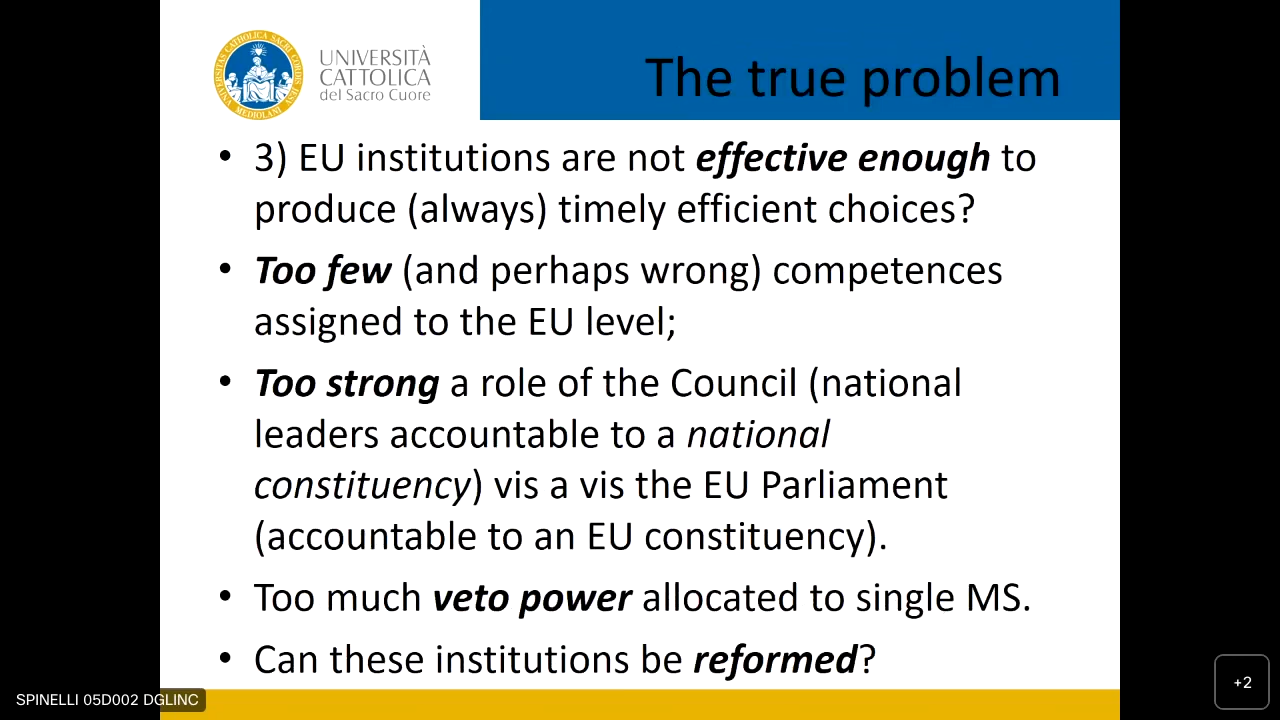 UNIVERSITÀ
CATTOLICA
del Sacro Cuore
The true problem
• 3) EU institutions are not effective enough to
produce (always) timely efficient choices?
• Too few (and perhaps wrong) competences
assigned to the EU level;
• Too strong a role of the Council (national
leaders accountable to a national
constituency) vis a vis the EU Parliament
(accountable to an EU constituency).
• Too much veto power allocated to single MS.
• Can these institutions be reformed?
SPINELLI 05D002 DGLINC
+2